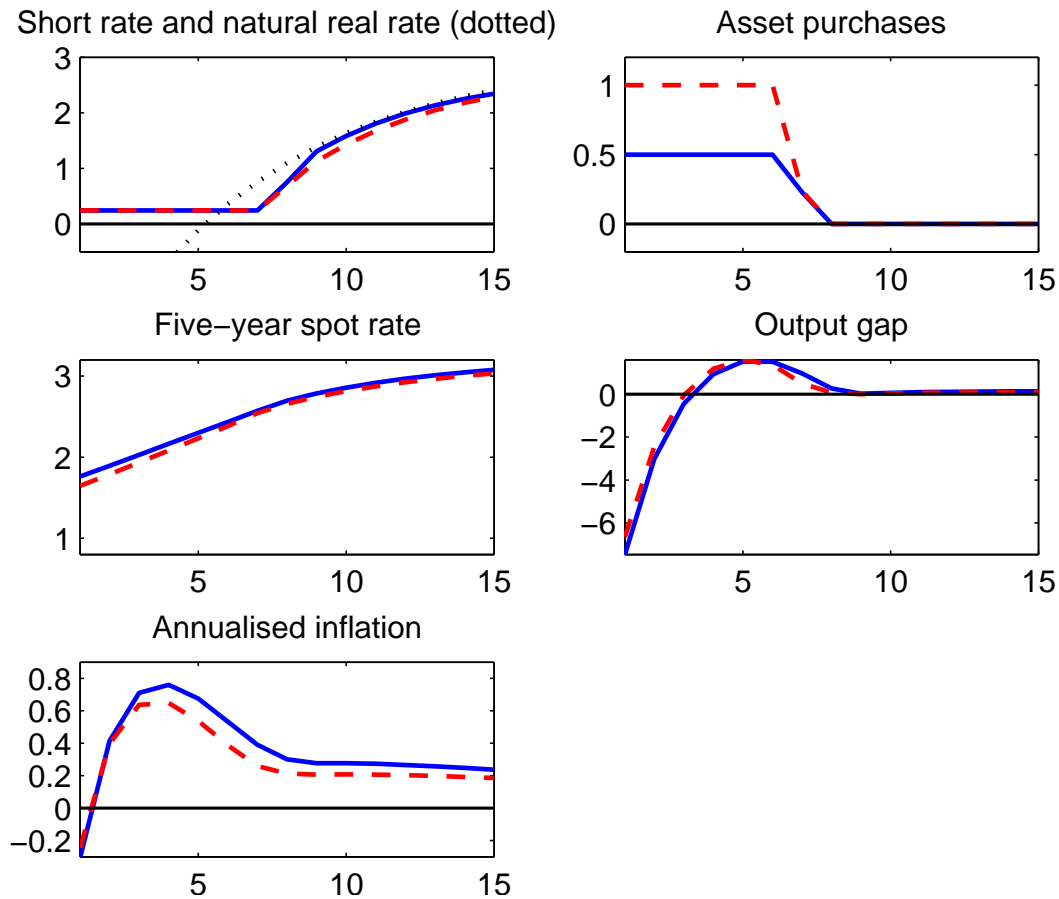 Short rate and natural real rate (dotted)
3
2
1
0
5 10 15
Asset purchases
1
0.5
0
5 10 15
Five−year spot rate
3
2
1
5 10 15
Output gap
0
−2
−4
−6
5 10 15
Annualised inflation
0.8
0.6
0.4
0.2
0
−0.2
5 10 15